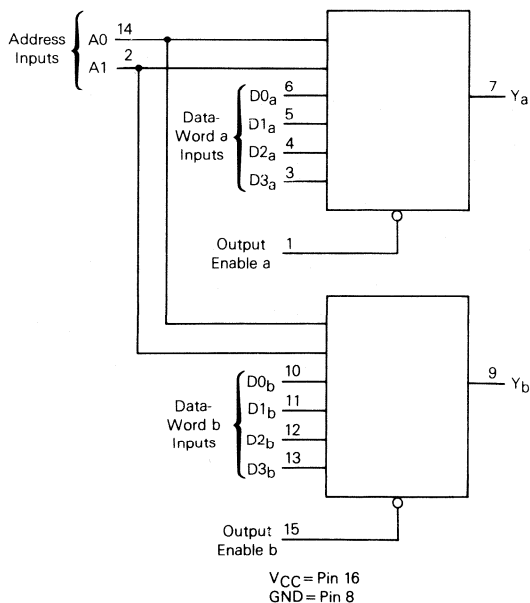 Address
Inputs
A0 14
A1 2
Data-
Word a
Inputs
D0a 6
D1a 5
D2a 4
D3a 3
7 Ya
Output
Enable a
1
Data-
Word b
Inputs
D0b 10
D1b 11
D2b 12
D3b 13
9 Yb
Output
Enable b
15
VCC = Pin 16
GND = Pin 8